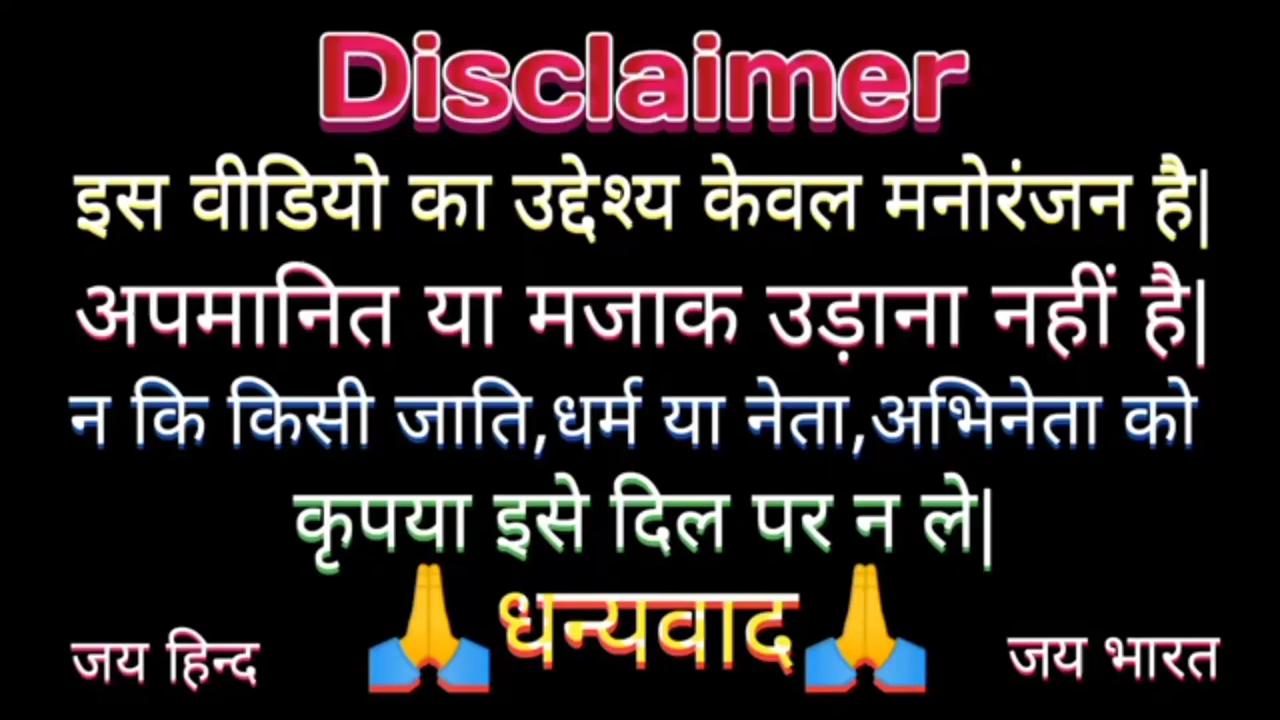 Disclaimer
इस वीडियो का उद्देश्य केवल मनोरंजन है|
अपमानित या मजाक उड़ाना नहीं है|
न कि किसी जाति,धर्म या नेता,अभिनेता को
कृपया इसे दिल पर न ले|
🙏धन्यवाद🙏
जय हिन्द
जय भारत